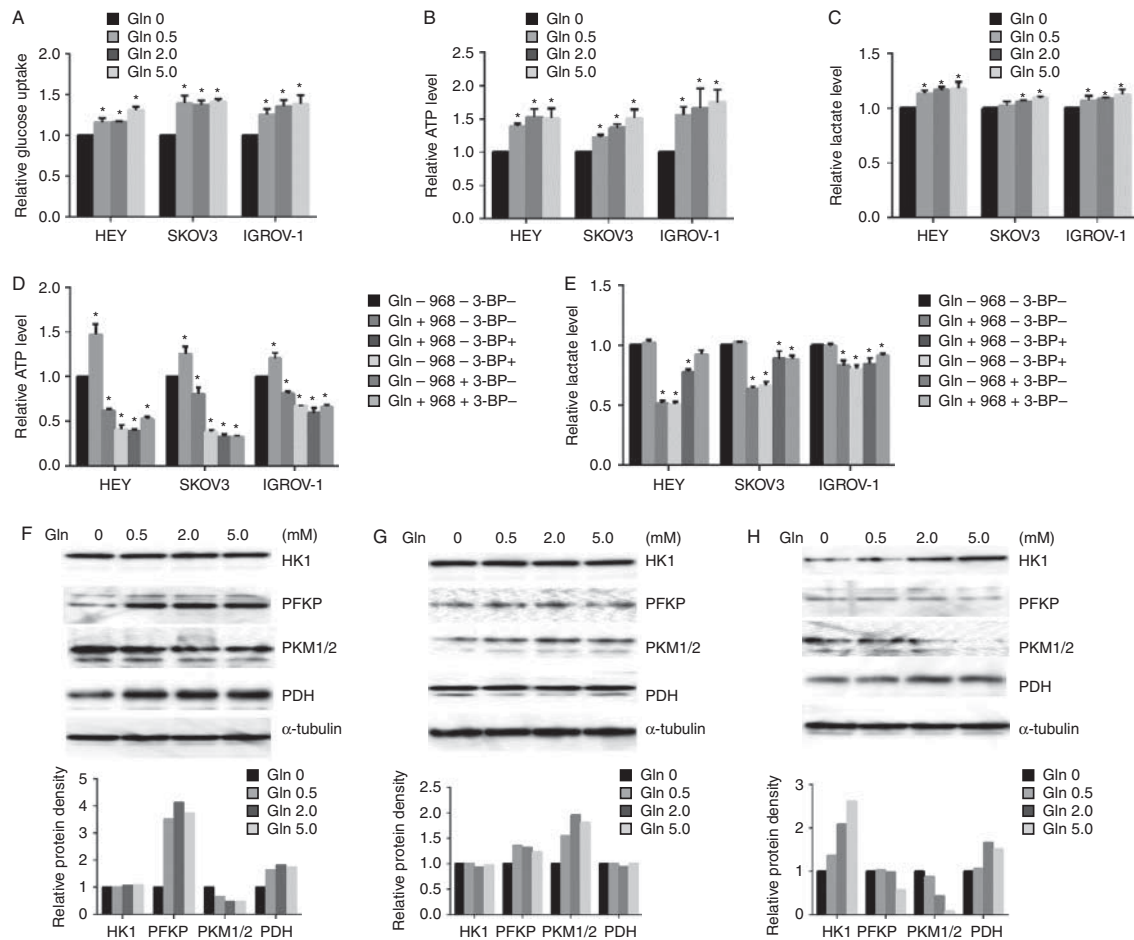 A
Gln 0
Gln 0.5
Gln 2.0
Gln 5.0
Relative glucose uptake
2.0
1.5
1.0
0.5
0.0
* * * * * * * * *
HEY SKOV3 IGROV-1
B
Gln 0
Gln 0.5
Gln 2.0
Gln 5.0
Relative ATP level
2.5
2.0
1.5
1.0
0.5
0.0
* * * * * * * * *
HEY SKOV3 IGROV-1
C
Gln 0
Gln 0.5
Gln 2.0
Gln 5.0
Relative lactate level
1.5
1.0
0.5
0.0
* * * * * * * *
HEY SKOV3 IGROV-1
D
Relative ATP level
2.0
1.5
1.0
0.5
0.0
* * * * * * * * * * * * * * *
HEY SKOV3 IGROV-1
Gln – 968 – 3-BP–
Gln + 968 – 3-BP–
Gln + 968 – 3-BP+
Gln – 968 – 3-BP+
Gln – 968 + 3-BP–
Gln + 968 + 3-BP–
E
Relative lactate level
1.5
1.0
0.5
0.0
* * * * * * * * * * *
HEY SKOV3 IGROV-1
Gln – 968 – 3-BP–
Gln + 968 – 3-BP–
Gln + 968 – 3-BP+
Gln – 968 – 3-BP+
Gln – 968 + 3-BP–
Gln + 968 + 3-BP–
F
Gln 0 0.5 2.0 5.0 (mM)
HK1
PFKP
PKM1/2
PDH
α-tubulin
Relative protein density
5
4
3
2
1
0
Gln 0
Gln 0.5
Gln 2.0
Gln 5.0
HK1 PFKP PKM1/2 PDH
G
Gln 0 0.5 2.0 5.0 (mM)
HK1
PFKP
PKM1/2
PDH
α-tubulin
Relative protein density
2.5
2.0
1.5
1.0
0.5
0.0
Gln 0
Gln 0.5
Gln 2.0
Gln 5.0
HK1 PFKP PKM1/2 PDH
H
Gln 0 0.5 2.0 5.0 (mM)
HK1
PFKP
PKM1/2
PDH
α-tubulin
Relative protein density
3
2
1
0
Gln 0
Gln 0.5
Gln 2.0
Gln 5.0
HK1 PFKP PKM1/2 PDH